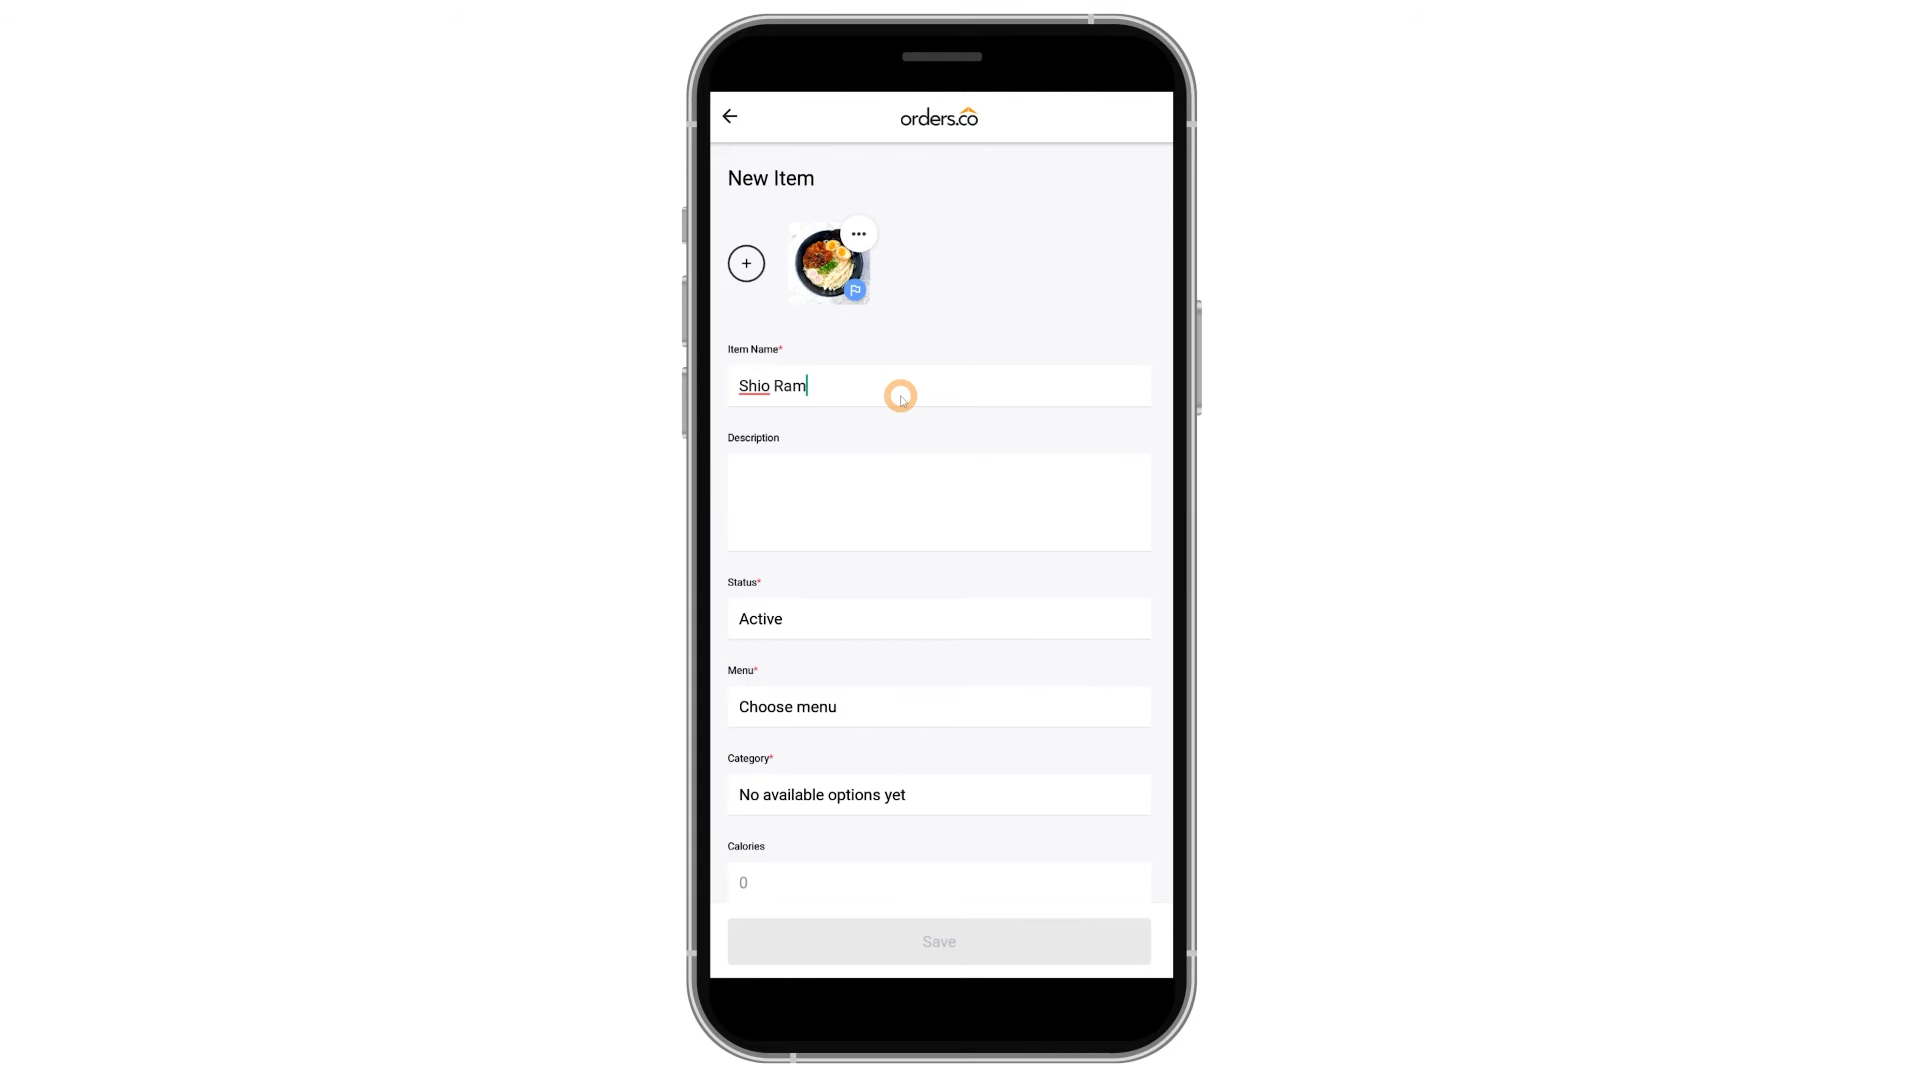 orders.co
New Item
Item Name*
Shio Ram
Description
Status*
Active
Menu*
Choose menu
Category*
No available options yet
Calories
0
Save